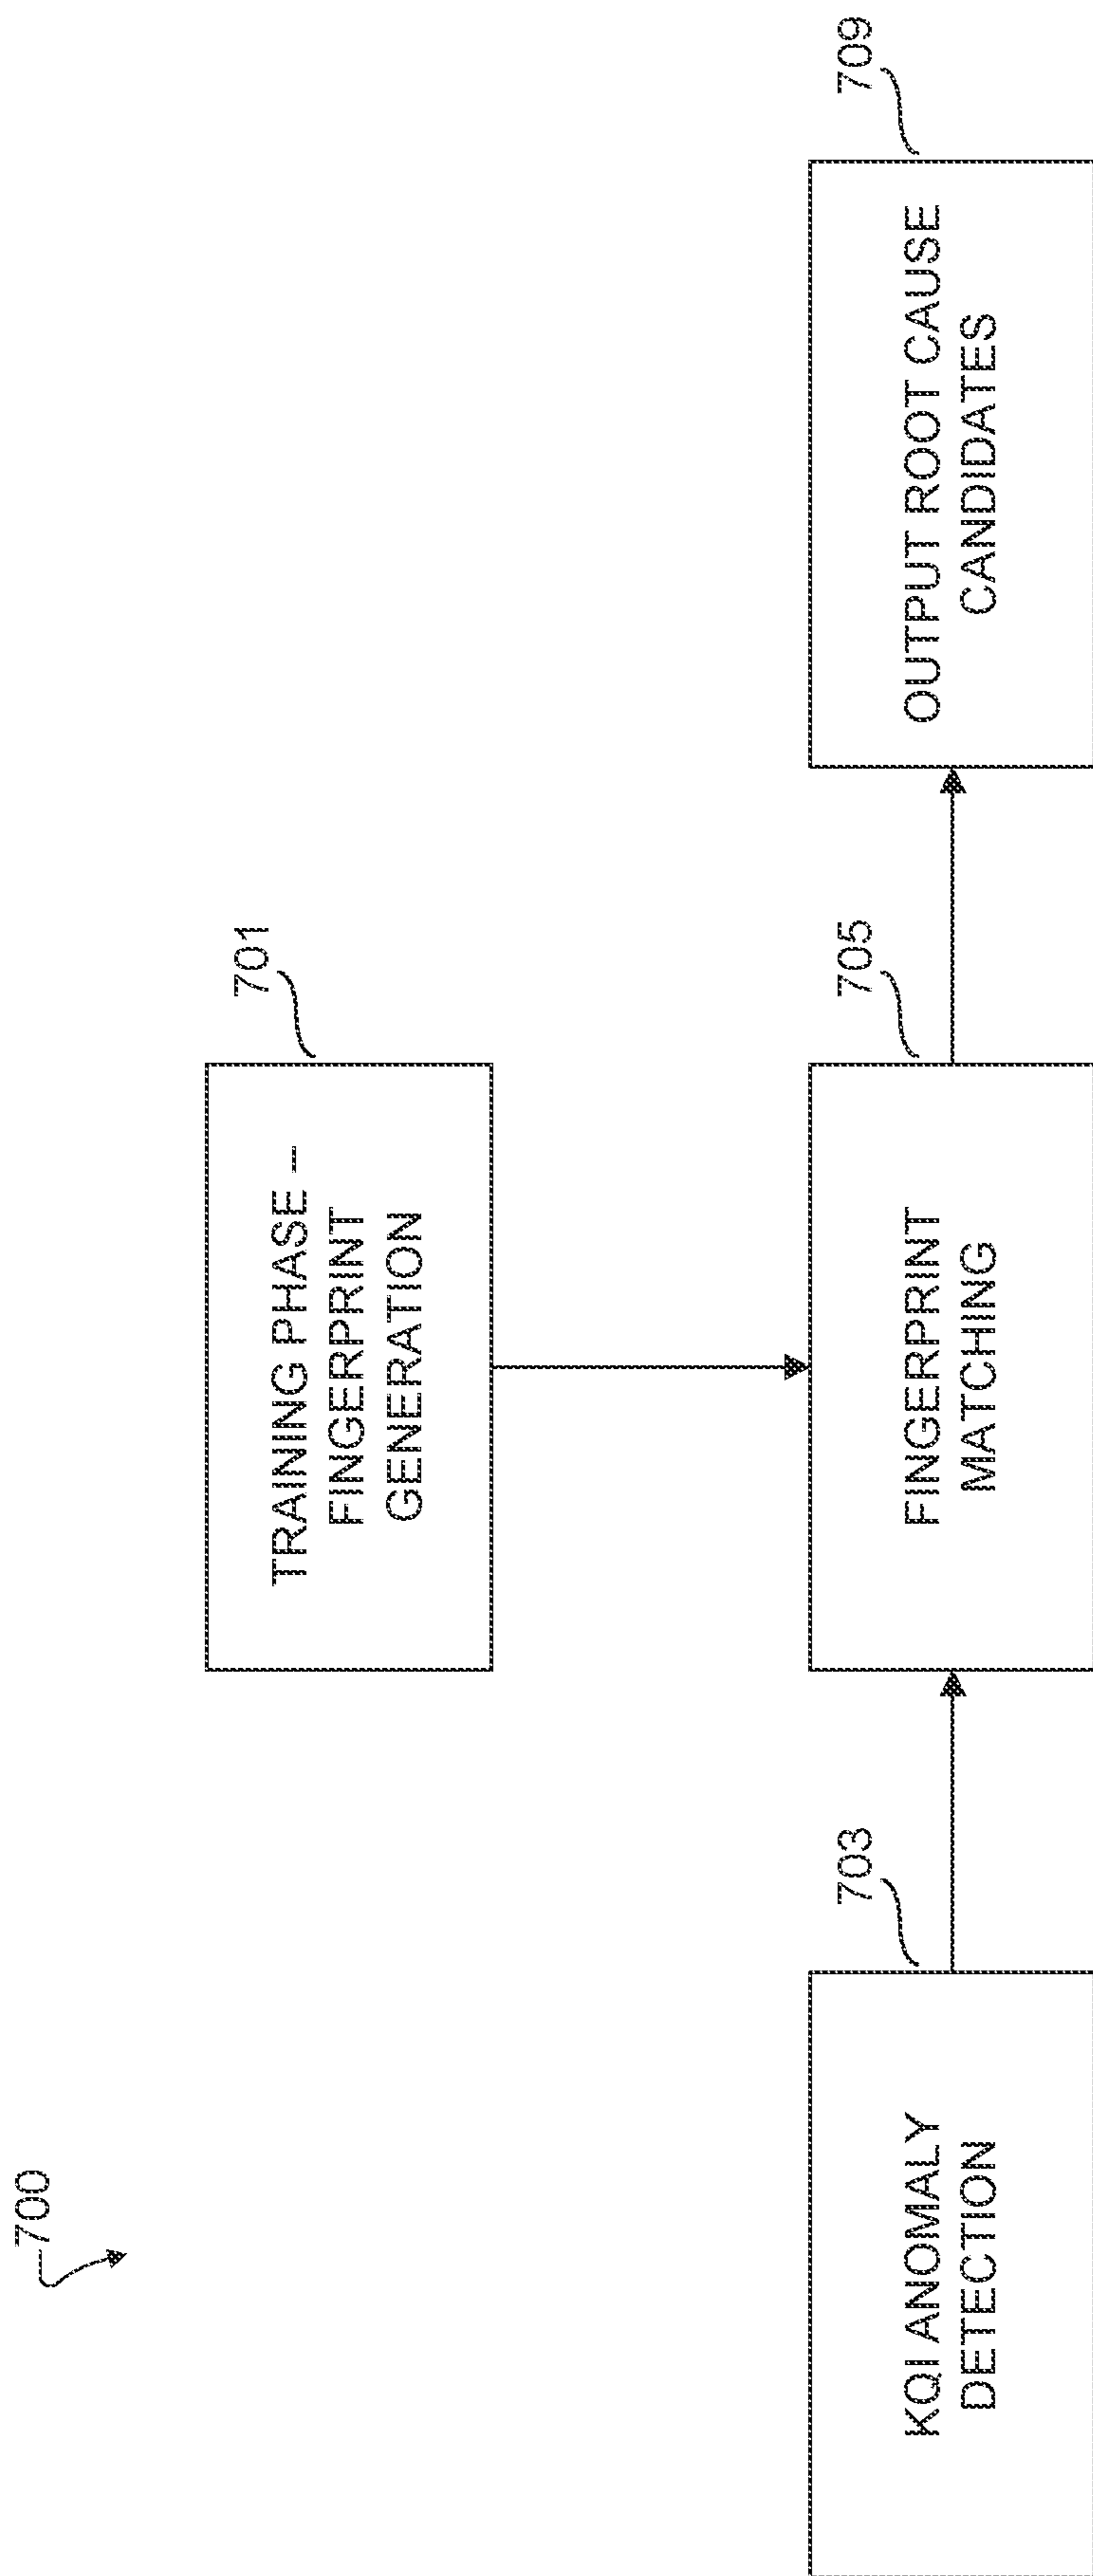 700
701
TRAINING PHASE –
FINGERPRINT
GENERATION
703
KQI ANOMALY
DETECTION
705
FINGERPRINT
MATCHING
709
OUTPUT ROOT CAUSE
CANDIDATES